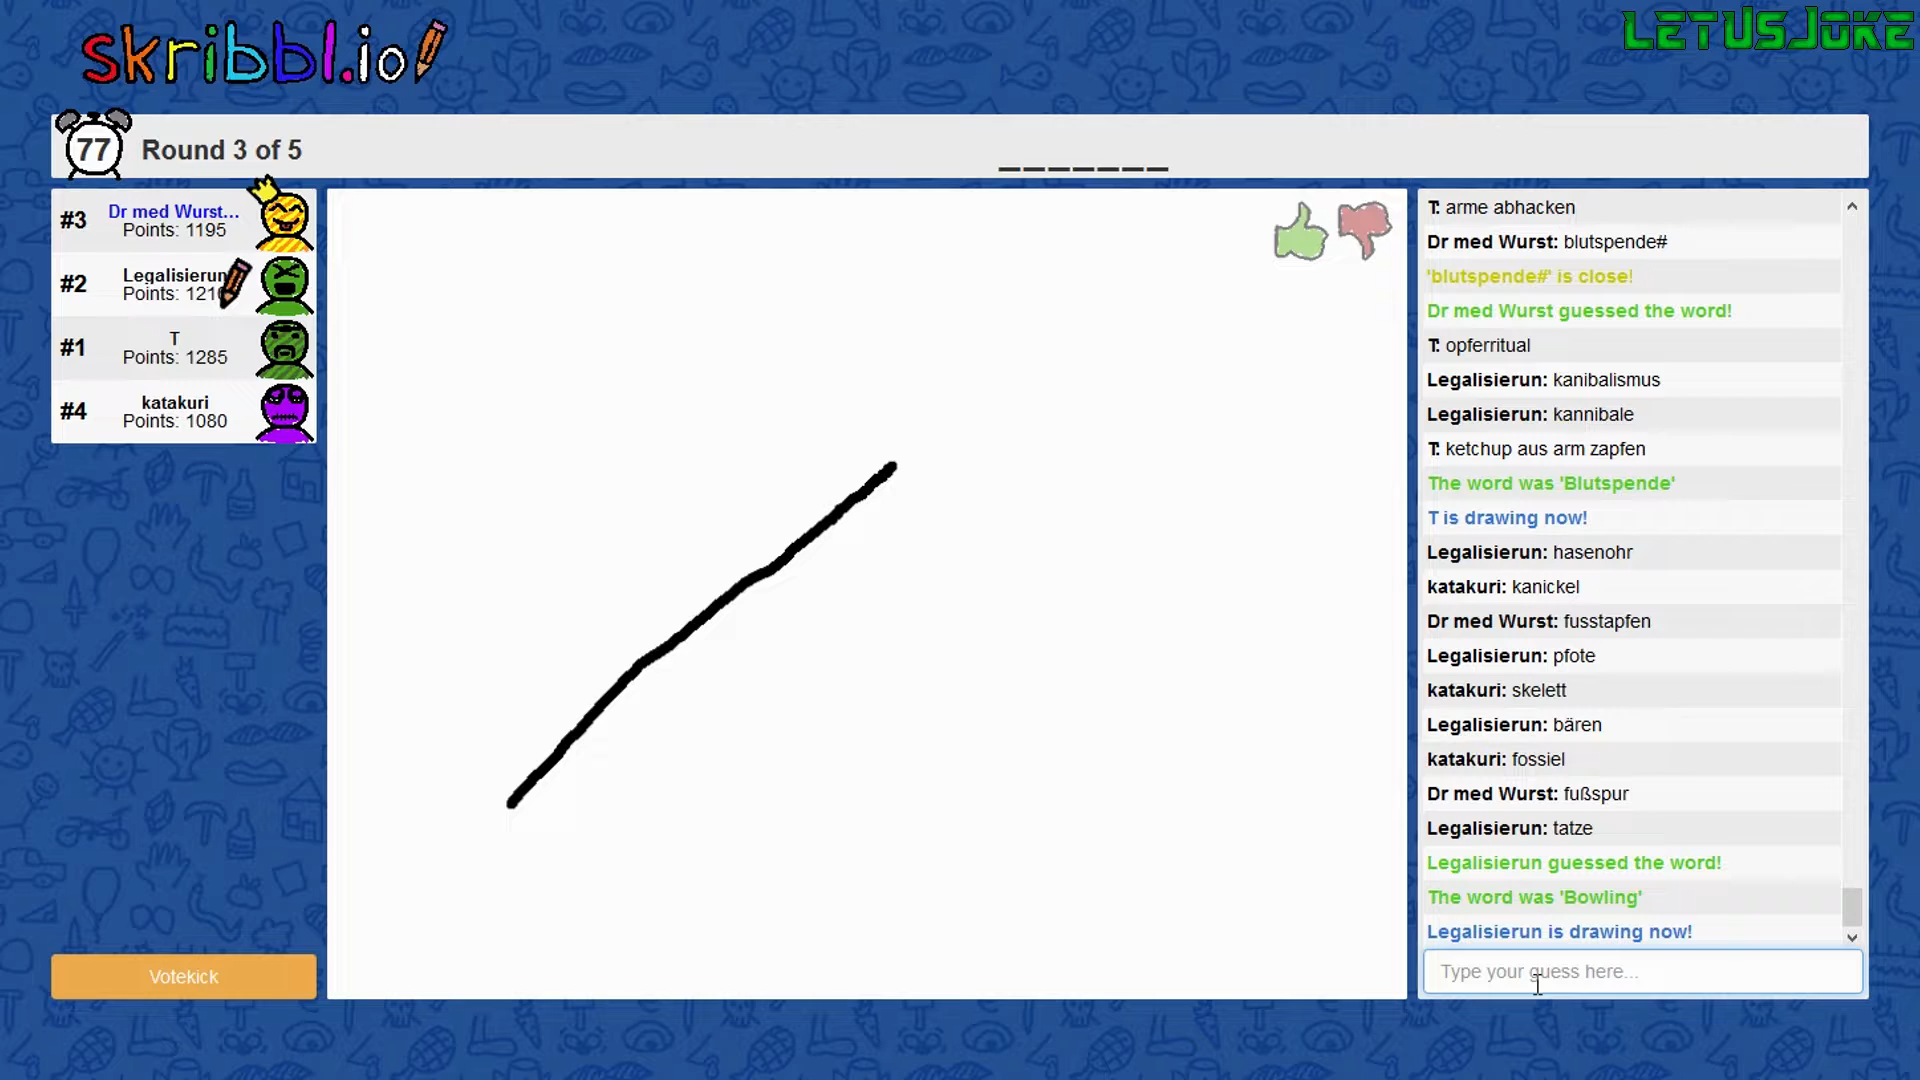 skribbl.io
LETUSJOKE
77
Round 3 of 5
_______
#3
Dr med Wurst...
Points: 1195
#2
Legalisierun
Points: 121
#1
T
Points: 1285
#4
katakuri
Points: 1080
Votekick
T: arme abhacken
Dr med Wurst: blutspende#
'blutspende#' is close!
Dr med Wurst guessed the word!
T: opferritual
Legalisierun: kanibalismus
Legalisierun: kannibale
T: ketchup aus arm zapfen
The word was 'Blutspende'
T is drawing now!
Legalisierun: hasenohr
katakuri: kanickel
Dr med Wurst: fusstapfen
Legalisierun: pfote
katakuri: skelett
Legalisierun: bären
katakuri: fossiel
Dr med Wurst: fußspur
Legalisierun: tatze
Legalisierun guessed the word!
The word was 'Bowling'
Legalisierun is drawing now!
Type your guess here...